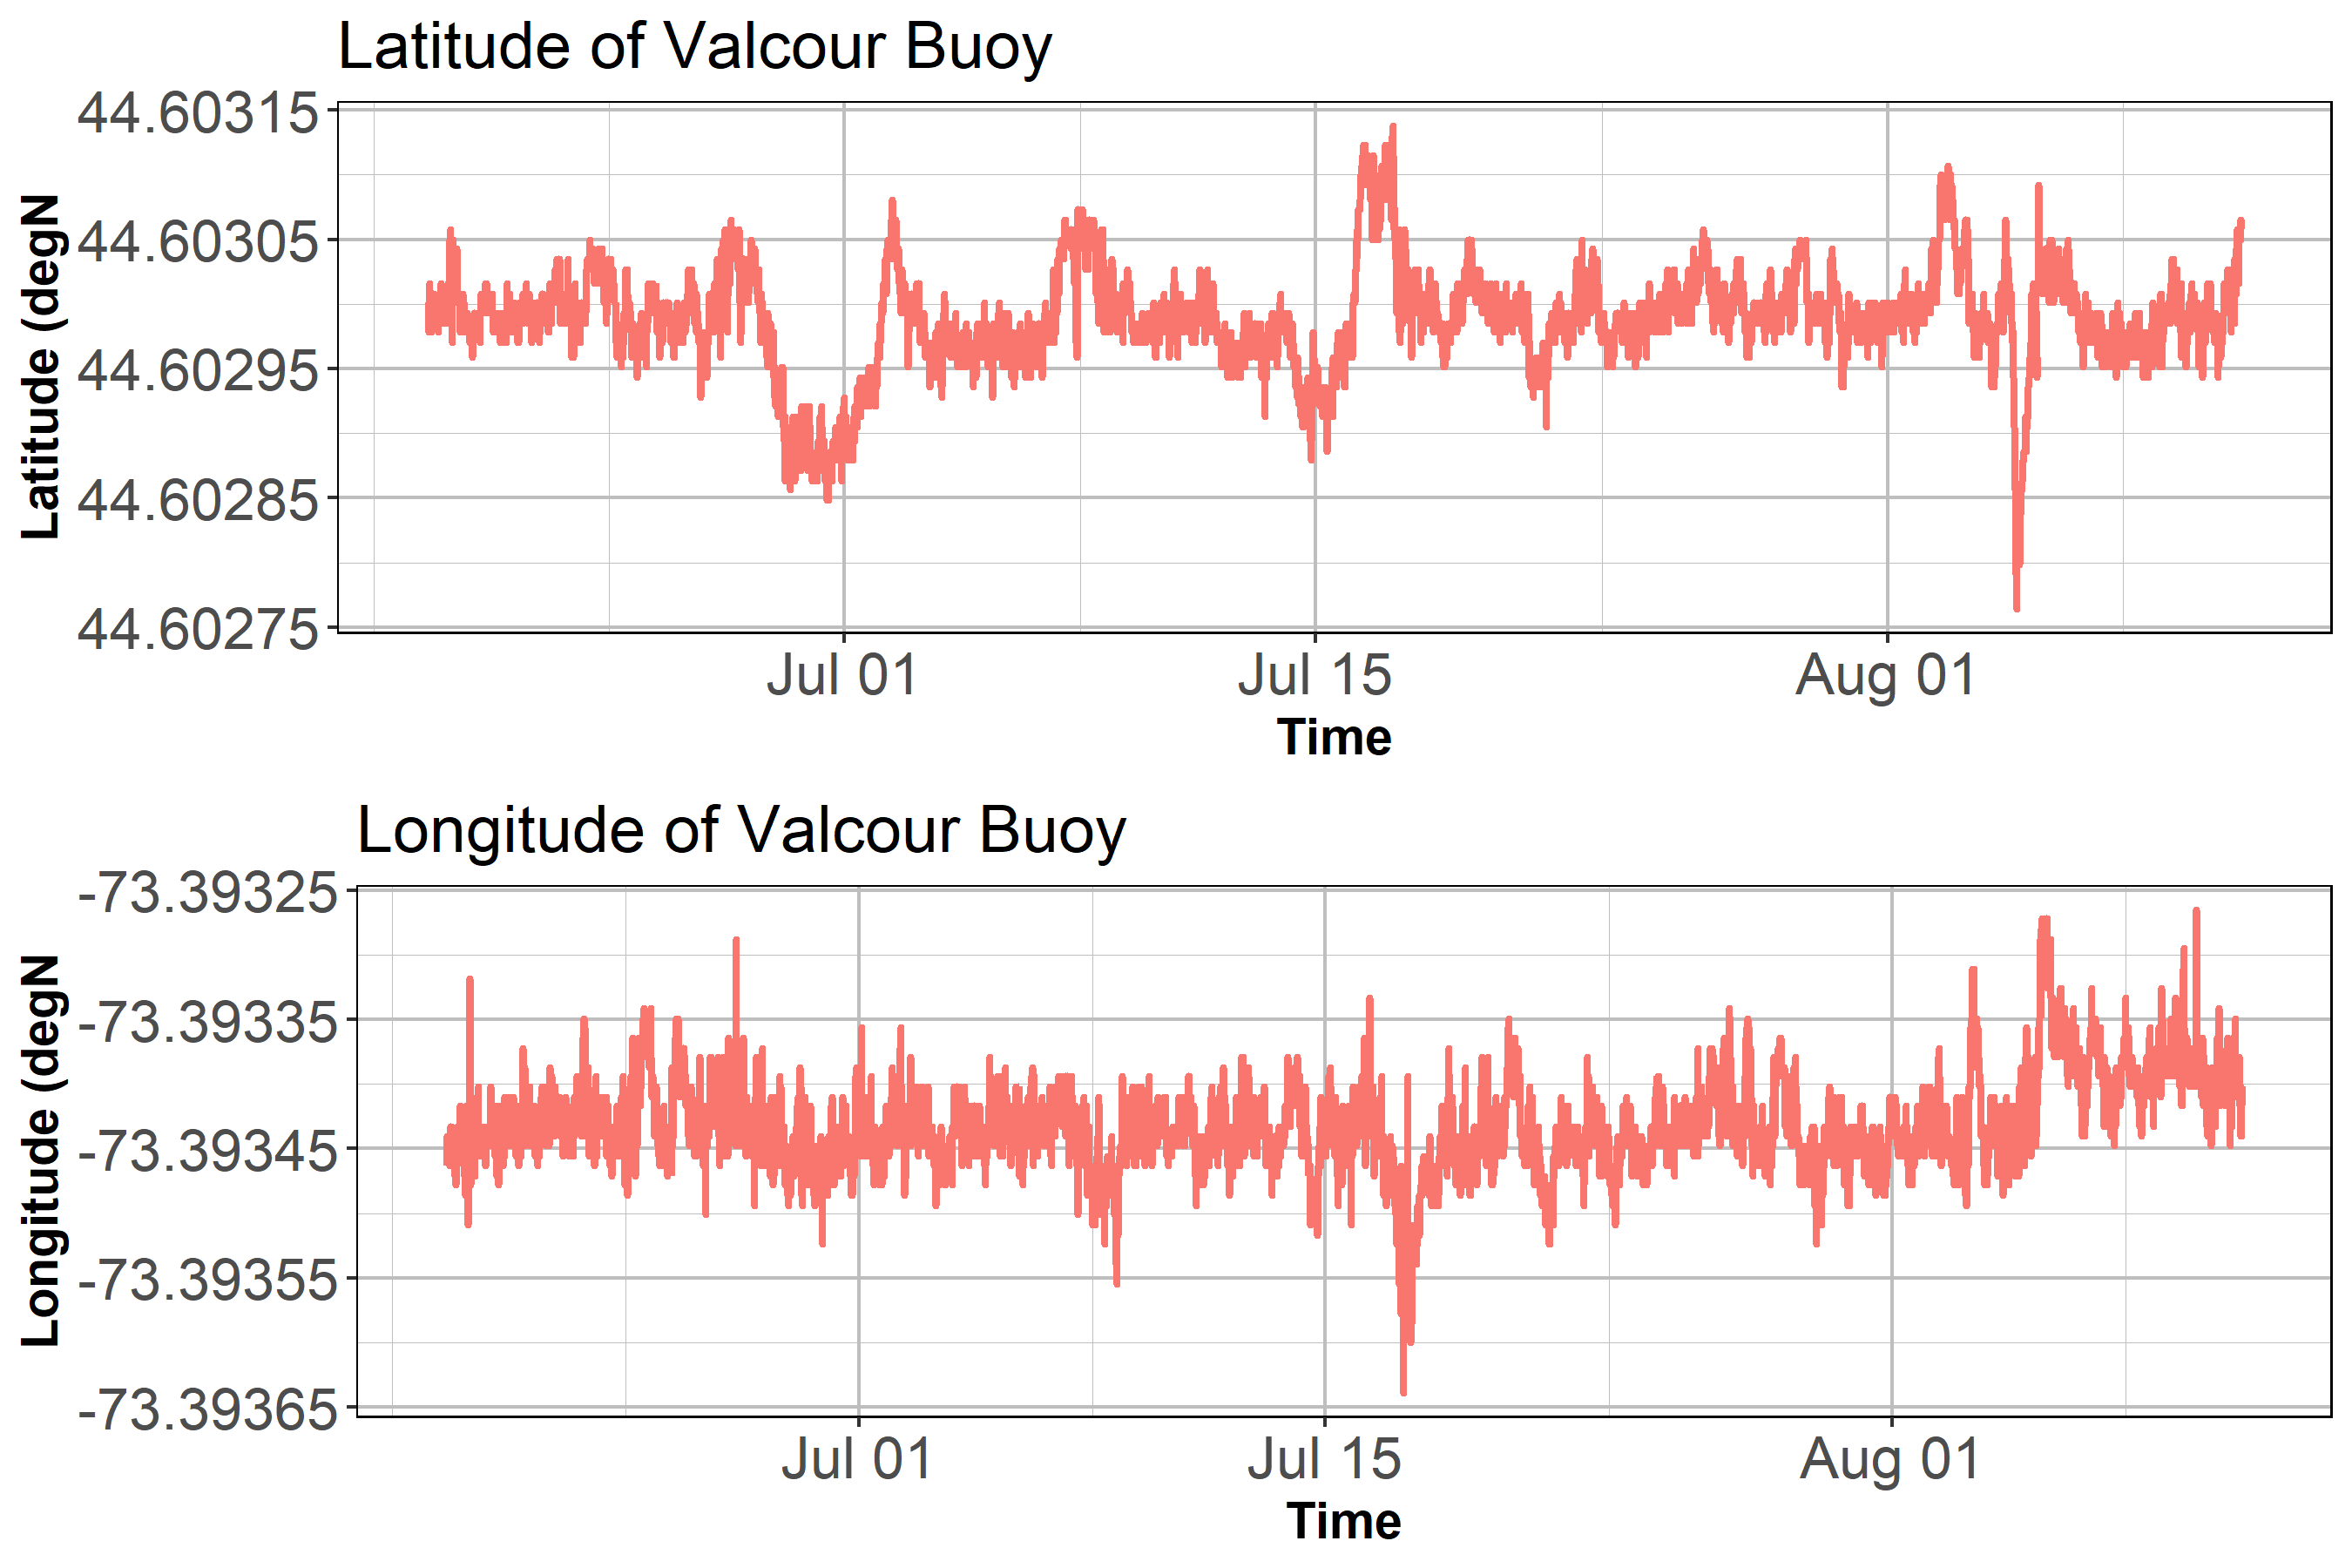 Latitude of Valcour Buoy
44.60315
44.60305
44.60295
44.60285
44.60275
Latitude (degN
Jul 01
Jul 15
Aug 01
Time
Longitude of Valcour Buoy
-73.39325
-73.39335
-73.39345
-73.39355
-73.39365
Longitude (degN
Jul 01
Jul 15
Aug 01
Time